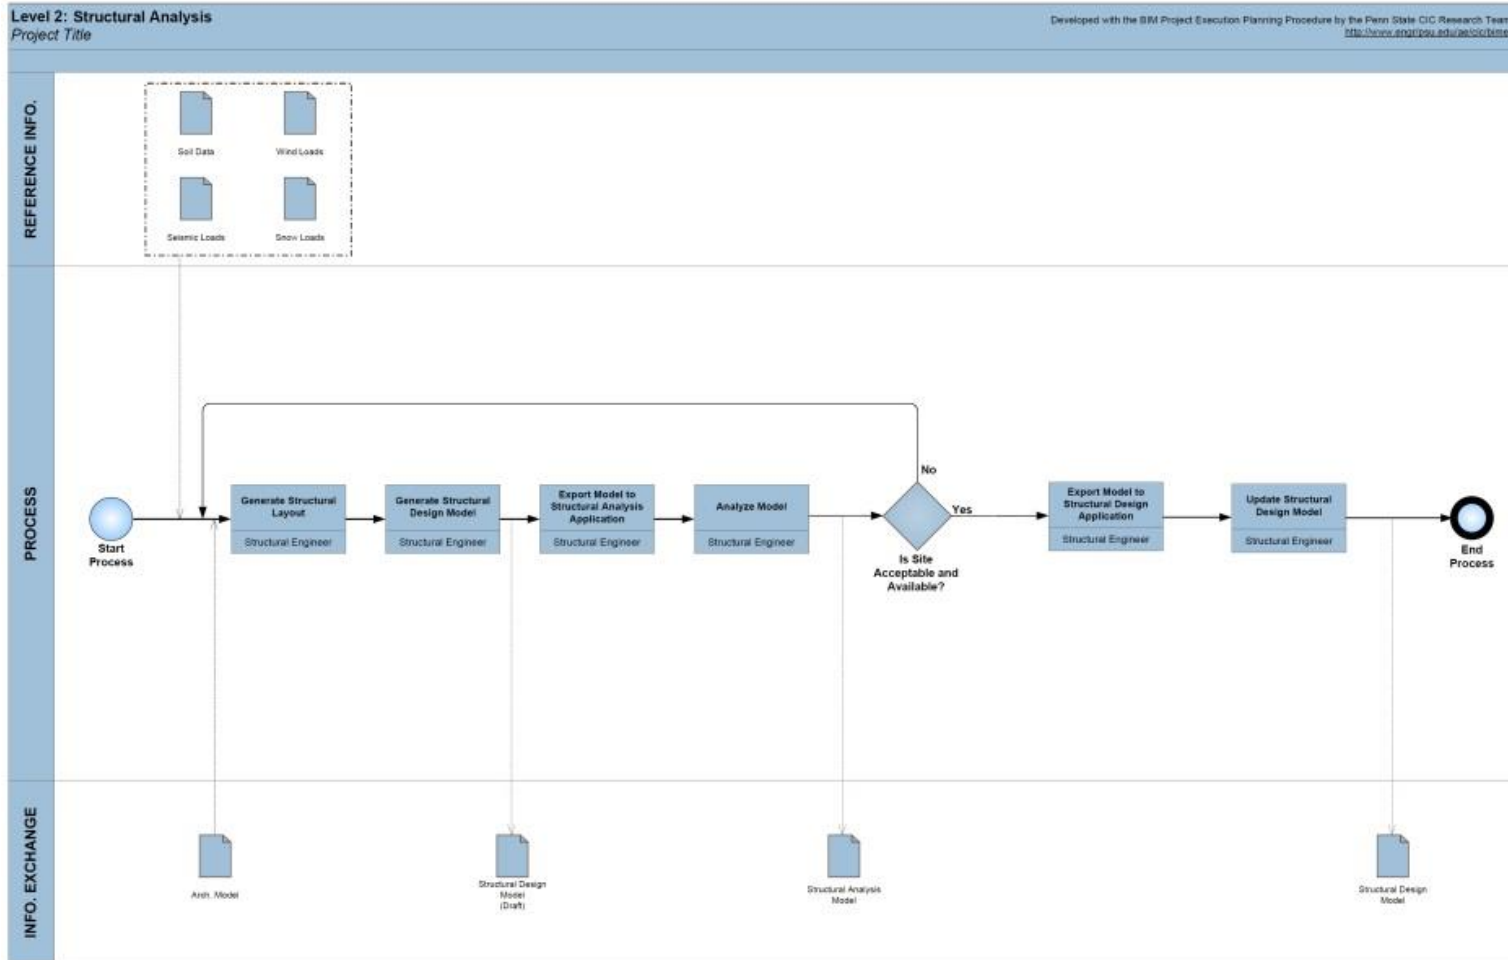 Level 2: Structural Analysis
Project Title
Developed with the BIM Project Execution Planning Procedure by the Penn State CIC Research Team
REFERENCE INFO.
Soil Data
Wind Loads
Seismic Loads
Snow Loads
PROCESS
Start
Process
Generate Structural
Layout
Structural Engineer
Generate Structural
Design Model
Structural Engineer
Export Model to
Structural Analysis
Application
Structural Engineer
Analyze Model
Structural Engineer
No
Yes
Is Site
Acceptable and
Available?
Export Model to
Structural Design
Application
Structural Engineer
Update Structural
Design Model
Structural Engineer
End
Process
INFO. EXCHANGE
Arch. Model
Structural Design
Model
(Draft)
Structural Analysis
Model
Structural Design
Model